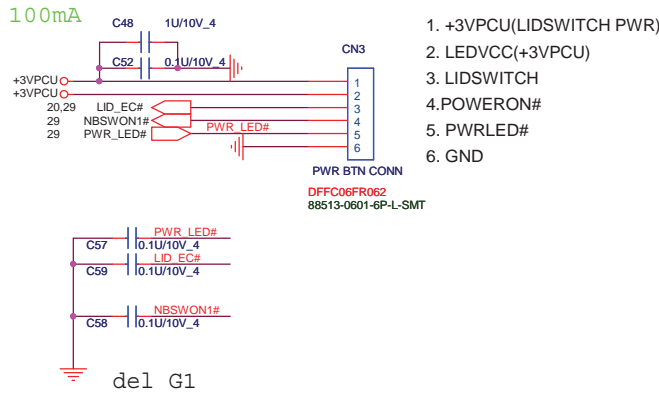 100mA
C48 1U/10V_4
C52 0.1U/10V_4
CN3
+3VPCU
+3VPCU
20,29 LID_EC#
29 NBSWON1#
29 PWR_LED#
PWR_LED#
1
2
3
4
5
6
PWR BTN CONN
DFFC06FR062
88513-0601-6P-L-SMT
1. +3VPCU(LIDSWITCH PWR)
2. LEDVCC(+3VPCU)
3. LIDSWITCH
4.POWERON#
5. PWRLED#
6. GND
PWR_LED#
C57 0.1U/10V_4
LID_EC#
C59 0.1U/10V_4
NBSWON1#
C58 0.1U/10V_4
del G1